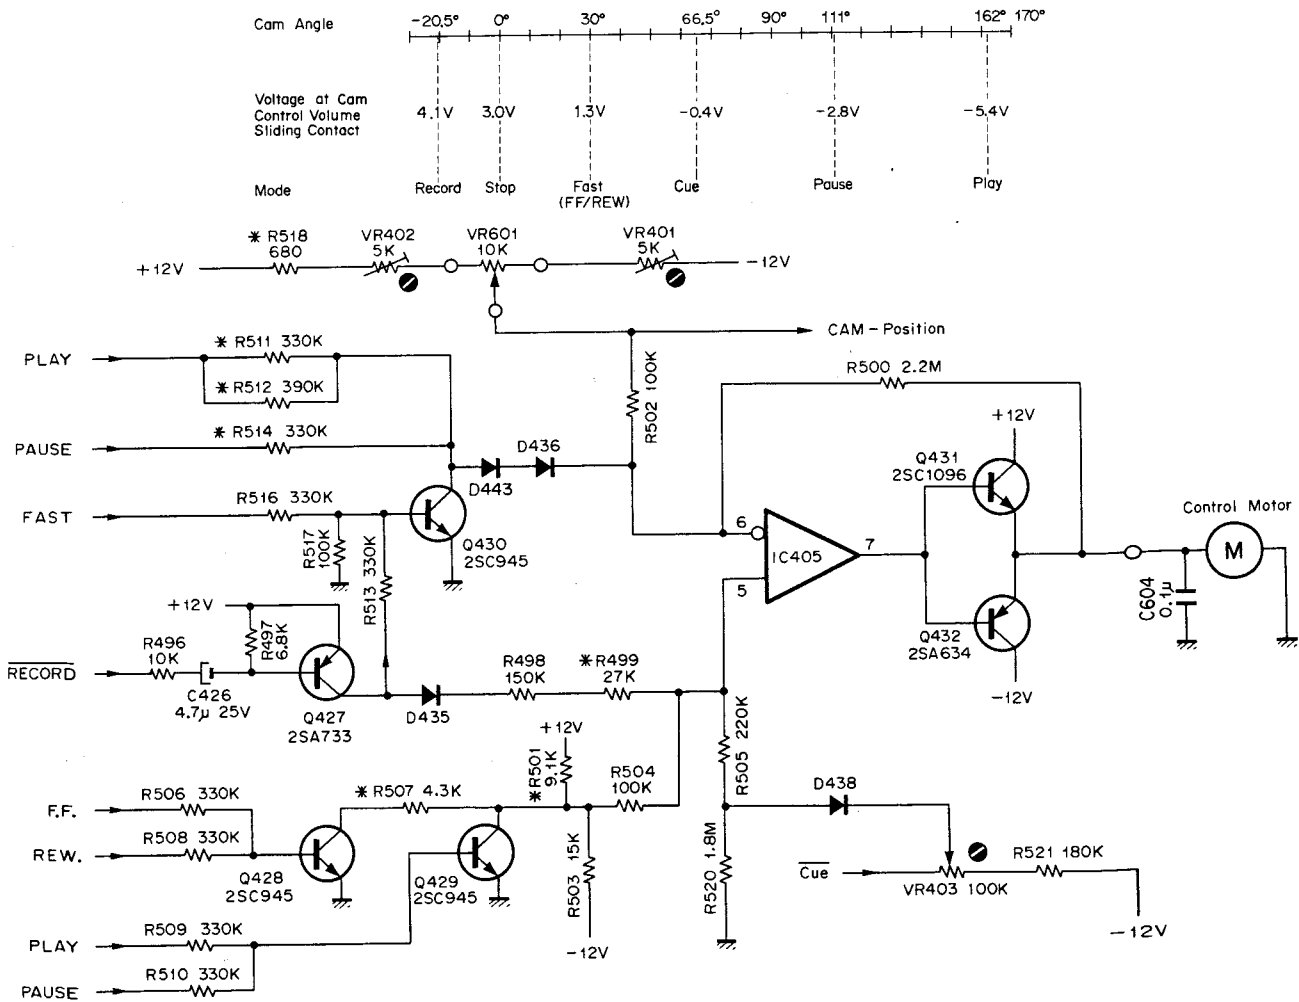 Cam Angle -20.5° 0° 30° 66.5° 90° 111° 162° 170°
Voltage at Cam
Control Volume 4.1V 3.0V 1.3V -0.4V -2.8V -5.4V
Sliding Contact
Mode Record Stop Fast Cue Pause Play
(FF/REW)
* R518 VR402 VR601 VR401
680 5K 10K 5K
+12V -12V
CAM-Position
PLAY * R511 330K
* R512 390K
R502 100K
R500 2.2M
PAUSE * R514 330K
D443 D436
+12V
Q431
2SC1096
FAST R516 330K
R517
100K
R513 330K
Q430
2SC945
6
5
IC405
7
Control Motor
M
C604
0.1µ
Q432
2SA634
-12V
+12V
R497
6.8K
RECORD R496
10K
C426
4.7µ 25V
Q427
2SA733
D435
R498
150K
* R499
27K
+12V
* R501
9.1K
R504
100K
R505 220K
D438
F.F. R506 330K
* R507 4.3K
REW. R508 330K
Q428
2SC945
Q429
2SC945
R503 15K
-12V
R520 1.8M
Cue
VR403 100K
R521 180K
-12V
PLAY R509 330K
PAUSE R510 330K